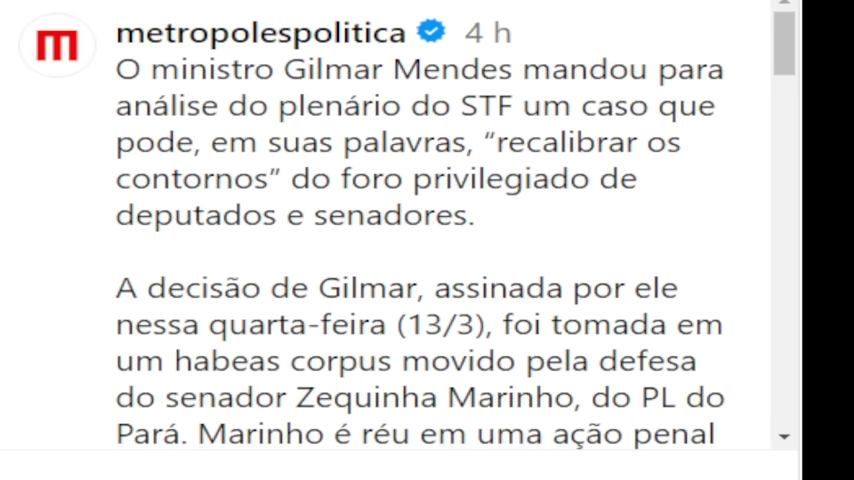 metropolespolitica 4 h
O ministro Gilmar Mendes mandou para
análise do plenário do STF um caso que
pode, em suas palavras, “recalibrar os
contornos” do foro privilegiado de
deputados e senadores.
A decisão de Gilmar, assinada por ele
nessa quarta-feira (13/3), foi tomada em
um habeas corpus movido pela defesa
do senador Zequinha Marinho, do PL do
Pará. Marinho é réu em uma ação penal